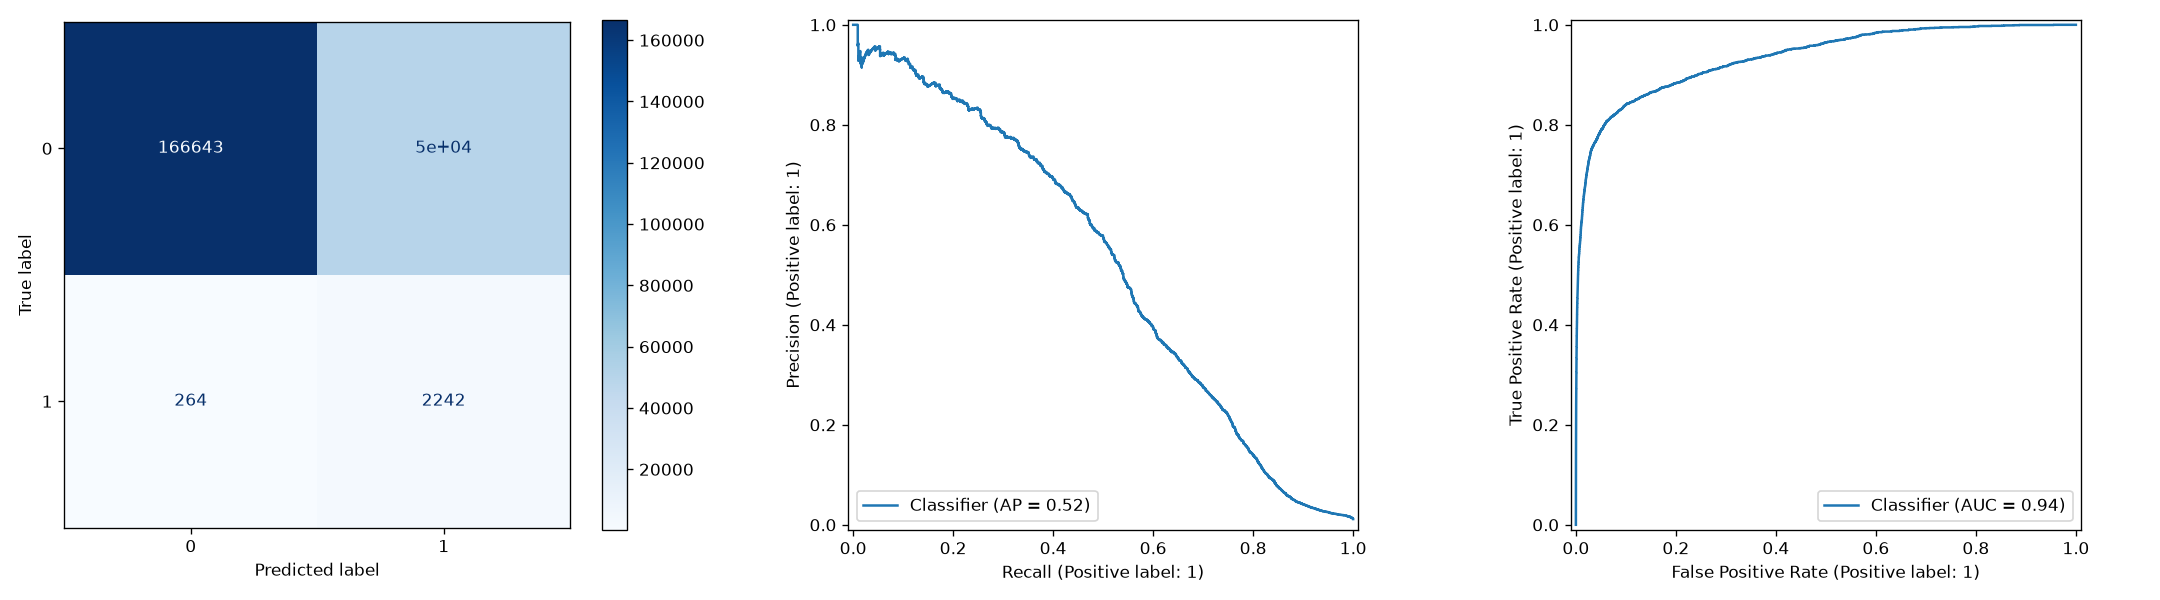 166643
5e+04
264
2242
0
1
True label
0
1
Predicted label
160000
140000
120000
100000
80000
60000
40000
20000
1.0
0.8
0.6
0.4
0.2
0.0
Precision (Positive label: 1)
Classifier (AP = 0.52)
0.0 0.2 0.4 0.6 0.8 1.0
Recall (Positive label: 1)
1.0
0.8
0.6
0.4
0.2
0.0
True Positive Rate (Positive label: 1)
Classifier (AUC = 0.94)
0.0 0.2 0.4 0.6 0.8 1.0
False Positive Rate (Positive label: 1)